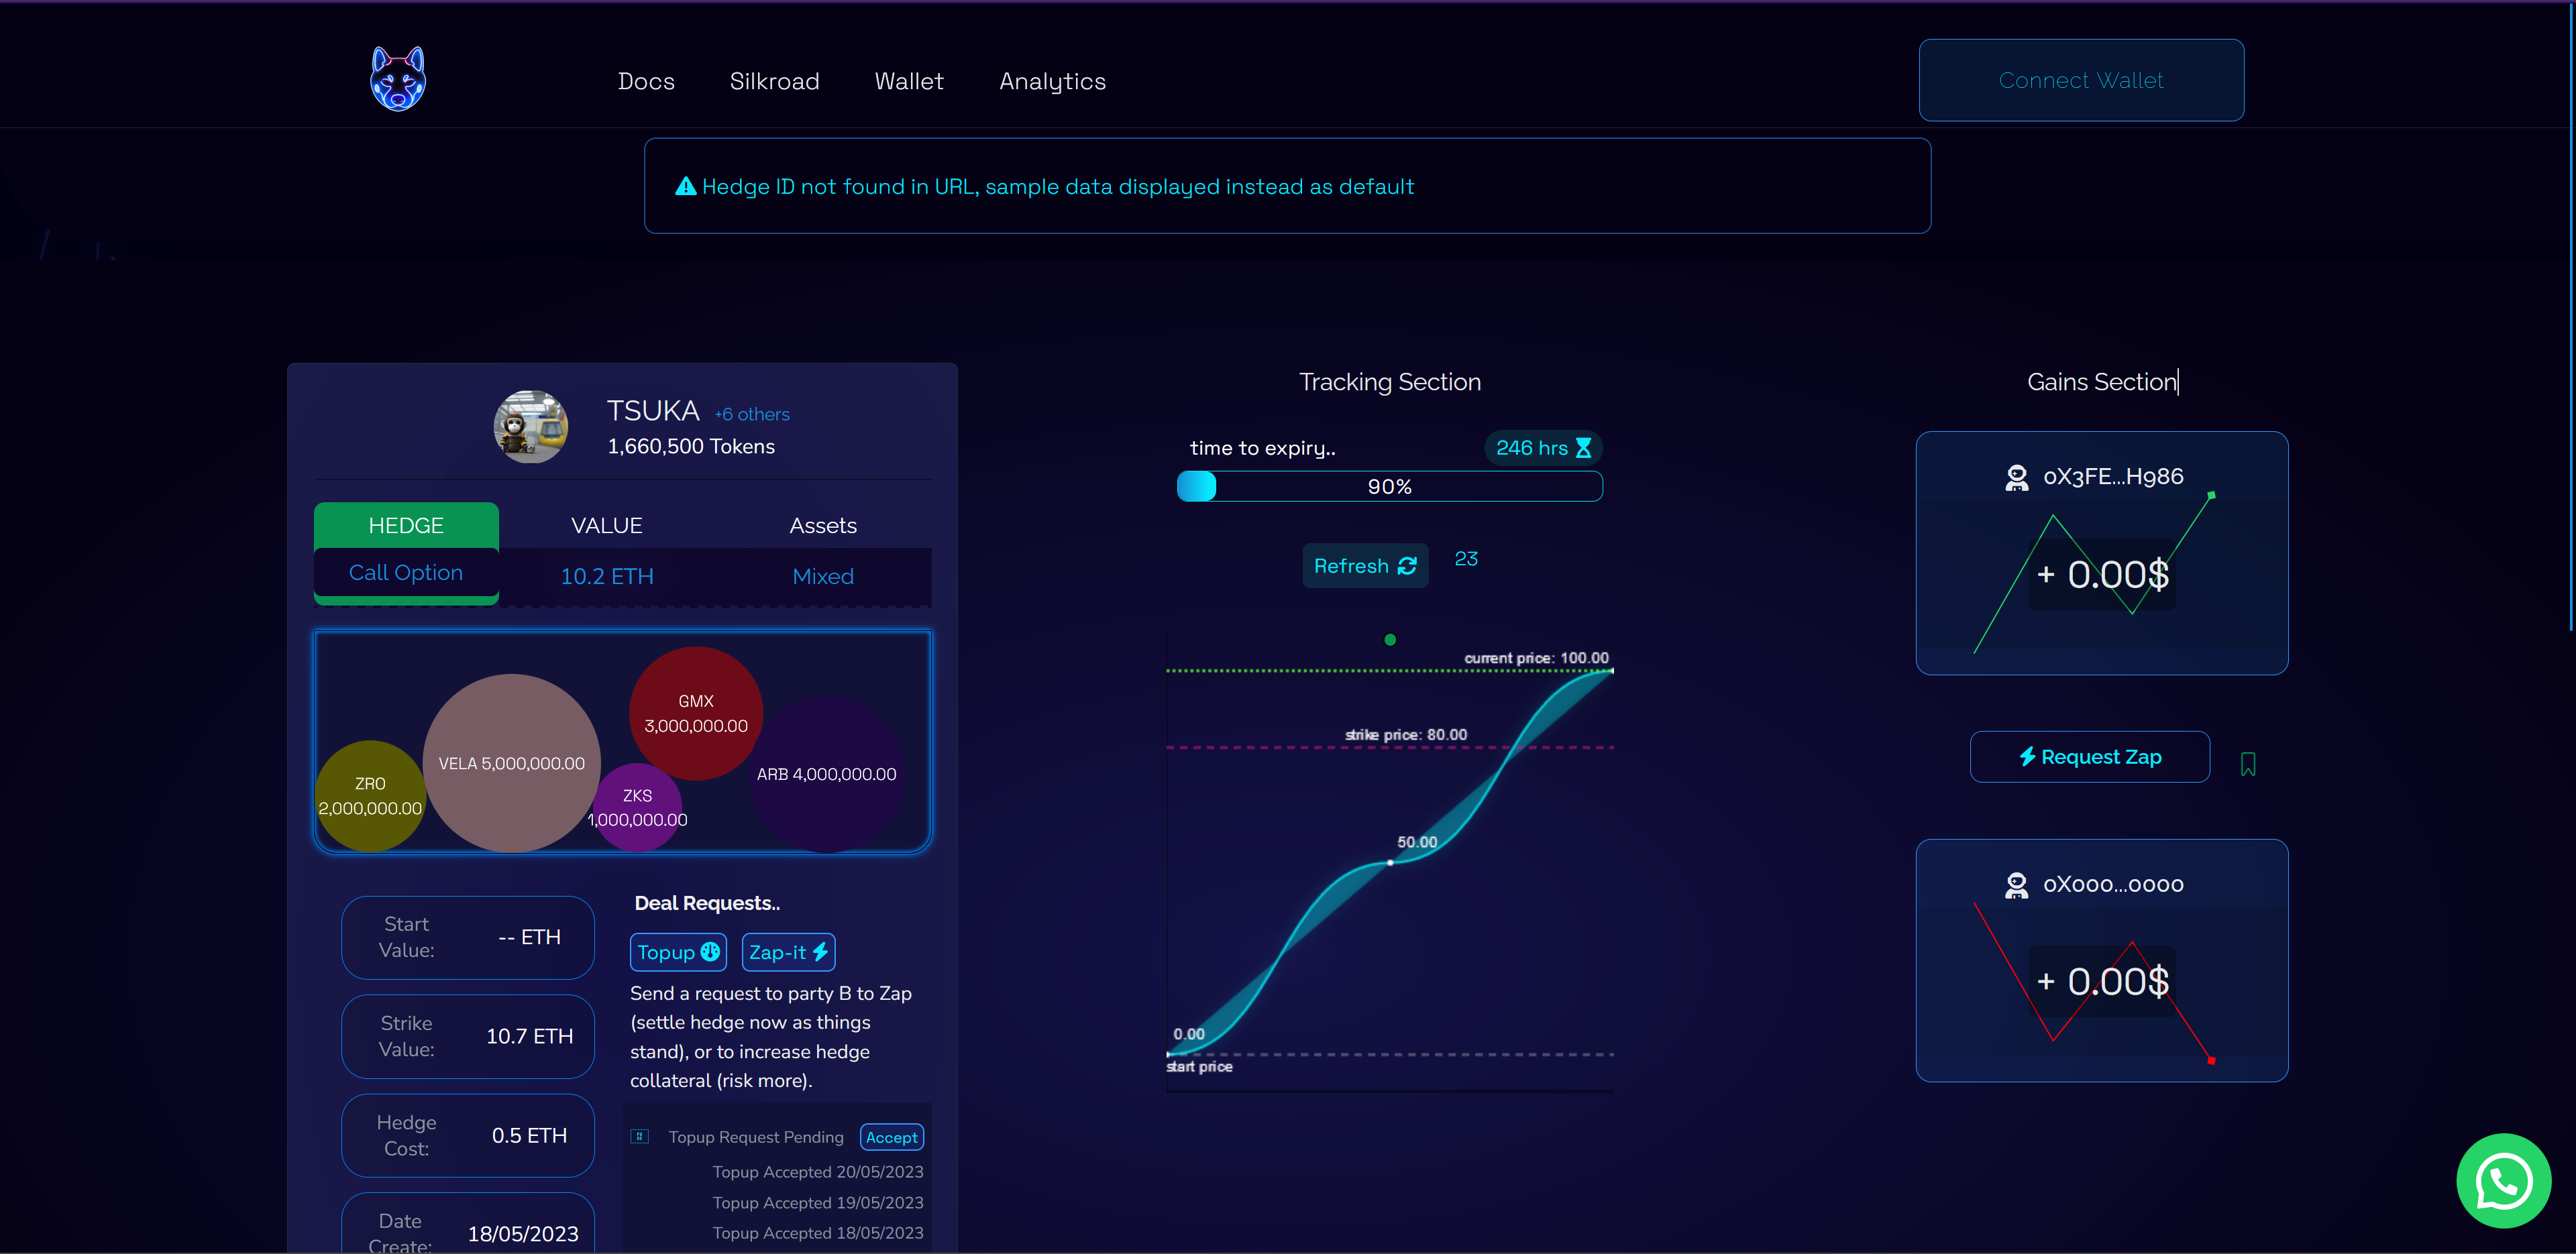 Docs Silkroad Wallet Analytics
Connect Wallet
Hedge ID not found in URL, sample data displayed instead as default
TSUKA +6 others
1,660,500 Tokens
HEDGE VALUE Assets
Call Option 10.2 ETH Mixed
GMX
3,000,000.00
VELA 5,000,000.00
ARB 4,000,000.00
ZRO
2,000,000.00
ZKS
1,000,000.00
Start
Value:
-- ETH
Strike
Value:
10.7 ETH
Hedge
Cost:
0.5 ETH
Date
Create:
18/05/2023
Deal Requests..
Topup Zap-it
Send a request to party B to Zap
(settle hedge now as things
stand), or to increase hedge
collateral (risk more).
Topup Request Pending Accept
Topup Accepted 20/05/2023
Topup Accepted 19/05/2023
Topup Accepted 18/05/2023
Tracking Section
time to expiry.. 246 hrs
90%
Refresh 23
current price: 100.00
strike price: 80.00
50.00
0.00
start price
Gains Section
0X3FE...H986
+ 0.00$
Request Zap
0X000...0000
+ 0.00$